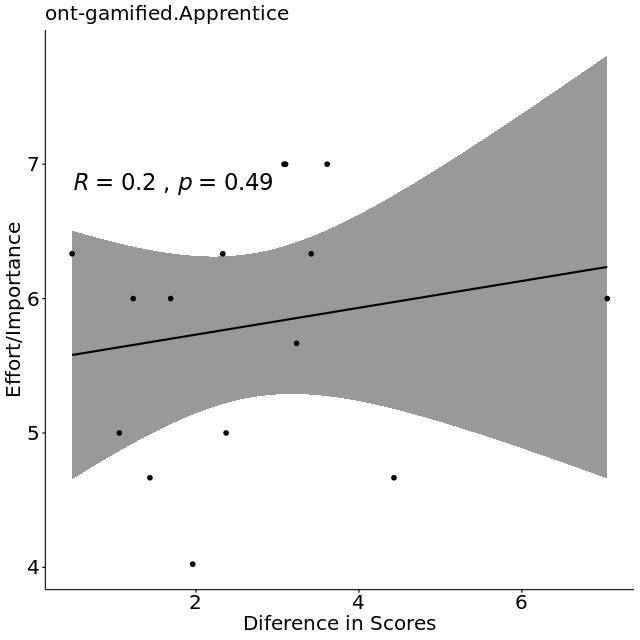 ont-gamified.Apprentice
7
R = 0.2 , p = 0.49
6
Effort/Importance
5
4
2 4 6
Diference in Scores